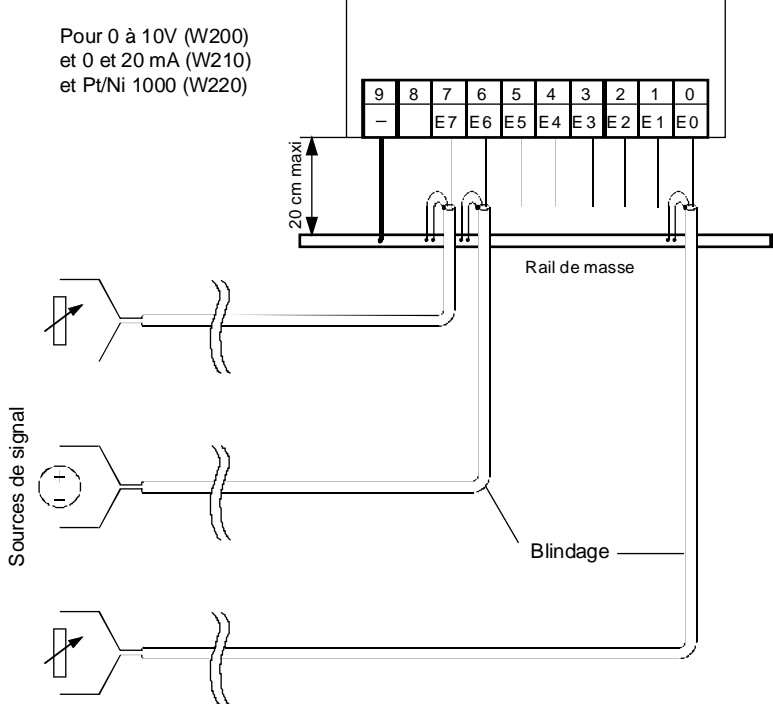 Pour 0 à 10V (W200)
et 0 et 20 mA (W210)
et Pt/Ni 1000 (W220)
9 8 7 6 5 4 3 2 1 0
– E7 E6 E5 E4 E3 E2 E1 E0
20 cm maxi
Rail de masse
Sources de signal
+
–
Blindage